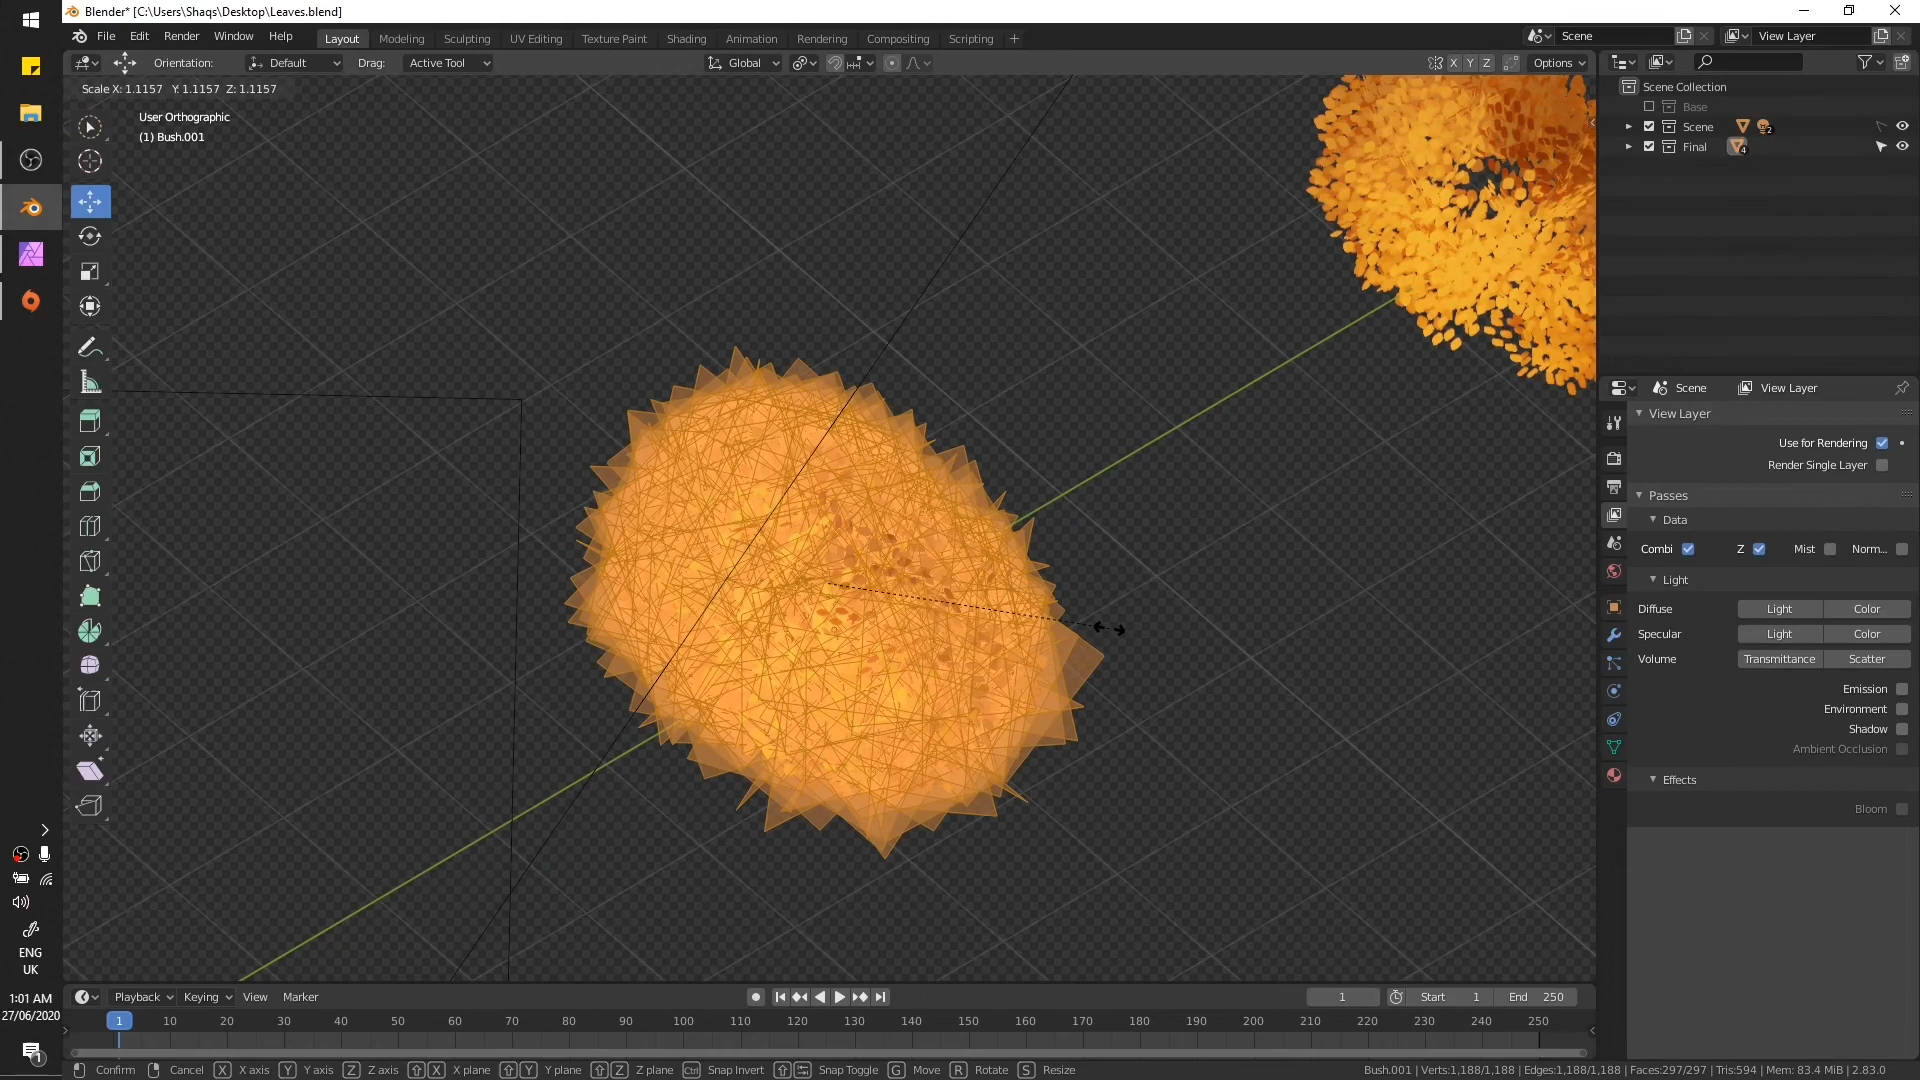 Blender* [C:\Users\Shaqs\Desktop\Leaves.blend]
File Edit Render Window Help
Layout Modeling Sculpting UV Editing Texture Paint Shading Animation Rendering Compositing Scripting +
Scene
View Layer
Orientation: Default Drag: Active Tool
Global
X Y Z Options
Scale X: 1.1157 Y: 1.1157 Z: 1.1157
User Orthographic
(1) Bush.001
Scene Collection
Base
Scene 2
Final 4
Scene View Layer
View Layer
Use for Rendering
Render Single Layer
Passes
Data
Combi Z Mist Norm...
Light
Diffuse Light Color
Specular Light Color
Volume Transmittance Scatter
Emission
Environment
Shadow
Ambient Occlusion
Effects
Bloom
ENG
UK
1:01 AM
27/06/2020
1
Playback Keying View Marker
1 Start 1 End 250
1 10 20 30 40 50 60 70 80 90 100 110 120 130 140 150 160 170 180 190 200 210 220 230 240 250
Confirm Cancel X X axis Y Y axis Z Z axis X X plane Y Y plane Z Z plane Ctrl Snap Invert Snap Toggle G Move R Rotate S Resize
Bush.001 | Verts:1,188/1,188 | Edges:1,188/1,188 | Faces:297/297 | Tris:594 | Mem: 83.4 MiB | 2.83.0